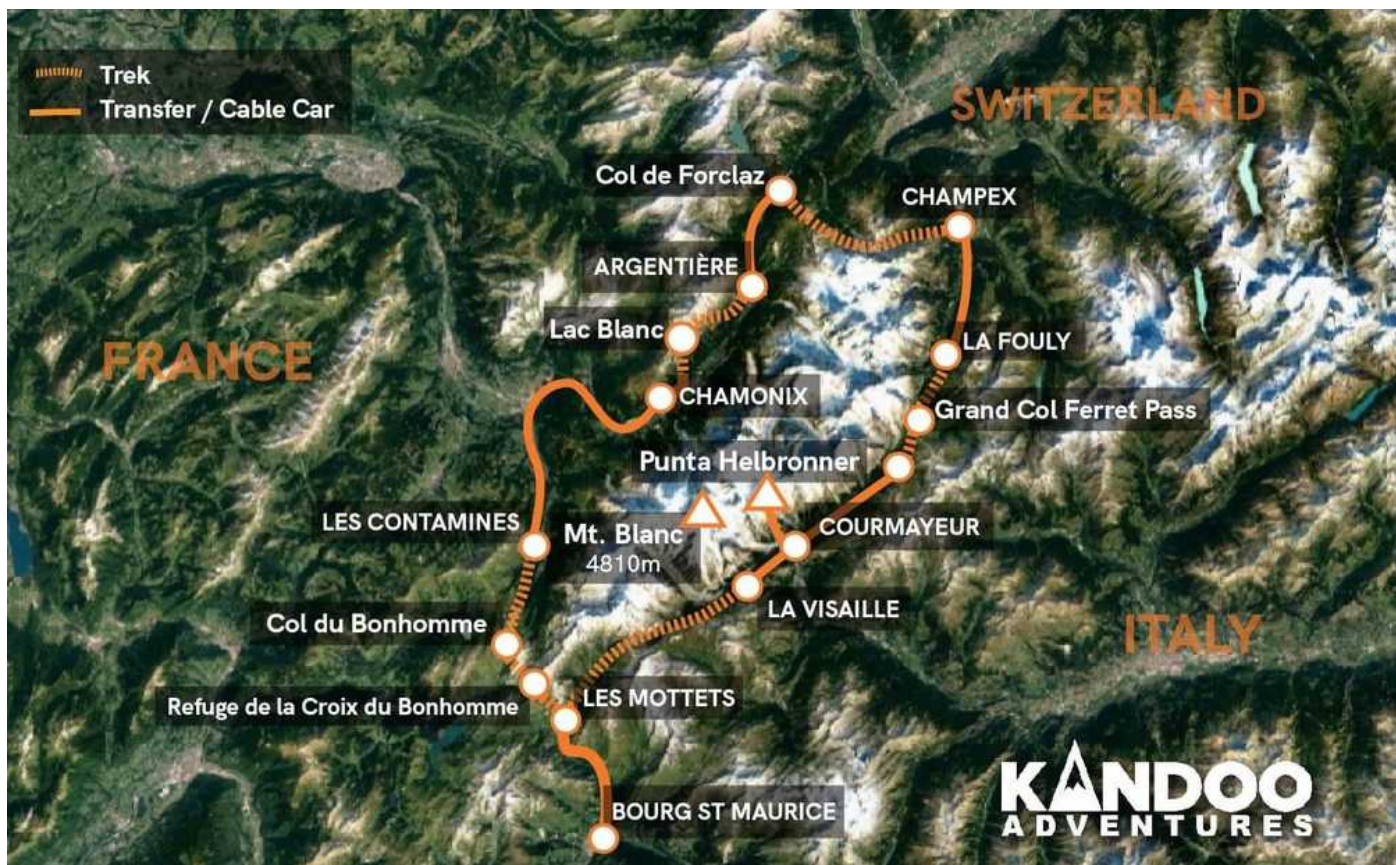 Trek
Transfer / Cable Car
SWITZERLAND
Col de Forclaz
CHAMPEX
ARGENTIÈRE
Lac Blanc
LA FOULY
FRANCE
CHAMONIX
Grand Col Ferret Pass
Punta Helbronner
LES CONTAMINES
Mt. Blanc
4810m
COURMAYEUR
LA VISAILLE
Col du Bonhomme
ITALY
Refuge de la Croix du Bonhomme
LES MOTTETS
BOURG ST MAURICE
KANDOO
ADVENTURES